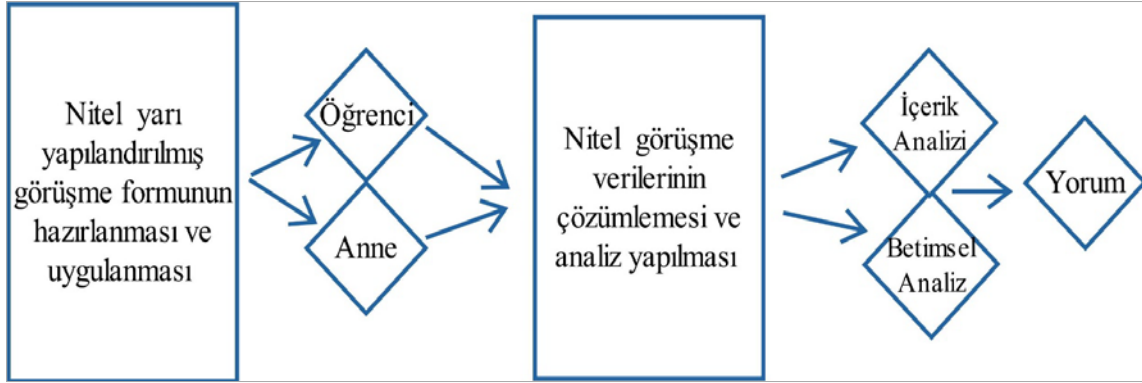 Nitel yarı
yapılandırılmış
görüşme formunun
hazırlanması ve
uygulanması
Öğrenci
Anne
Nitel görüşme
verilerinin
çözümlemesi ve
analiz yapılması
İçerik
Analizi
Betimsel
Analiz
Yorum